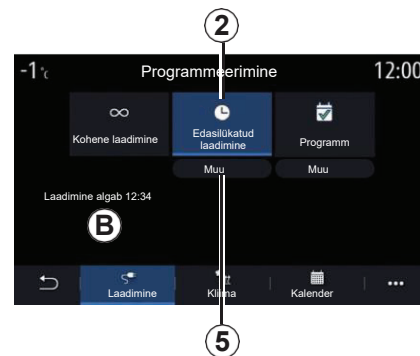 2
-1°c Programmeerimine 12:00
∞
Kohene laadimine
Edasilükatud
laadimine
Programm
Muu
Muu
Laadimine algab 12:34
B
Laadimine
Kliima
Kalender
•••
5